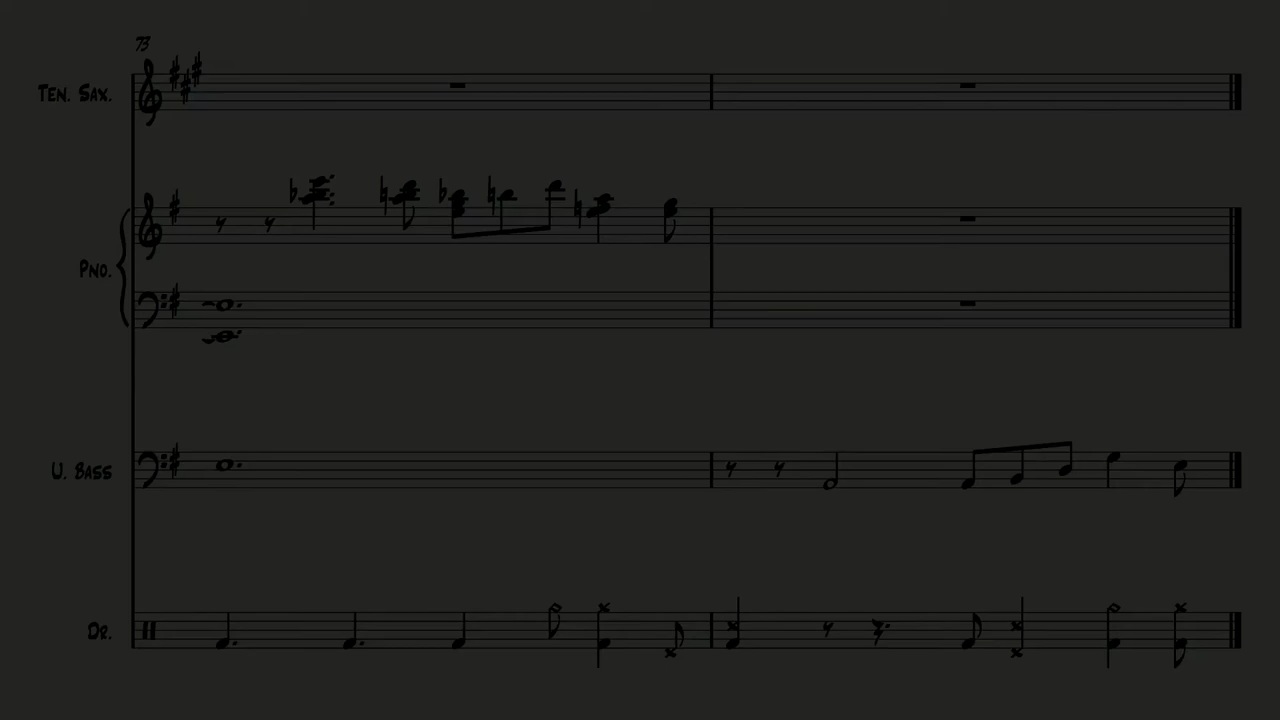 73
TEN. SAX.
PNO.
U. BASS
DR.